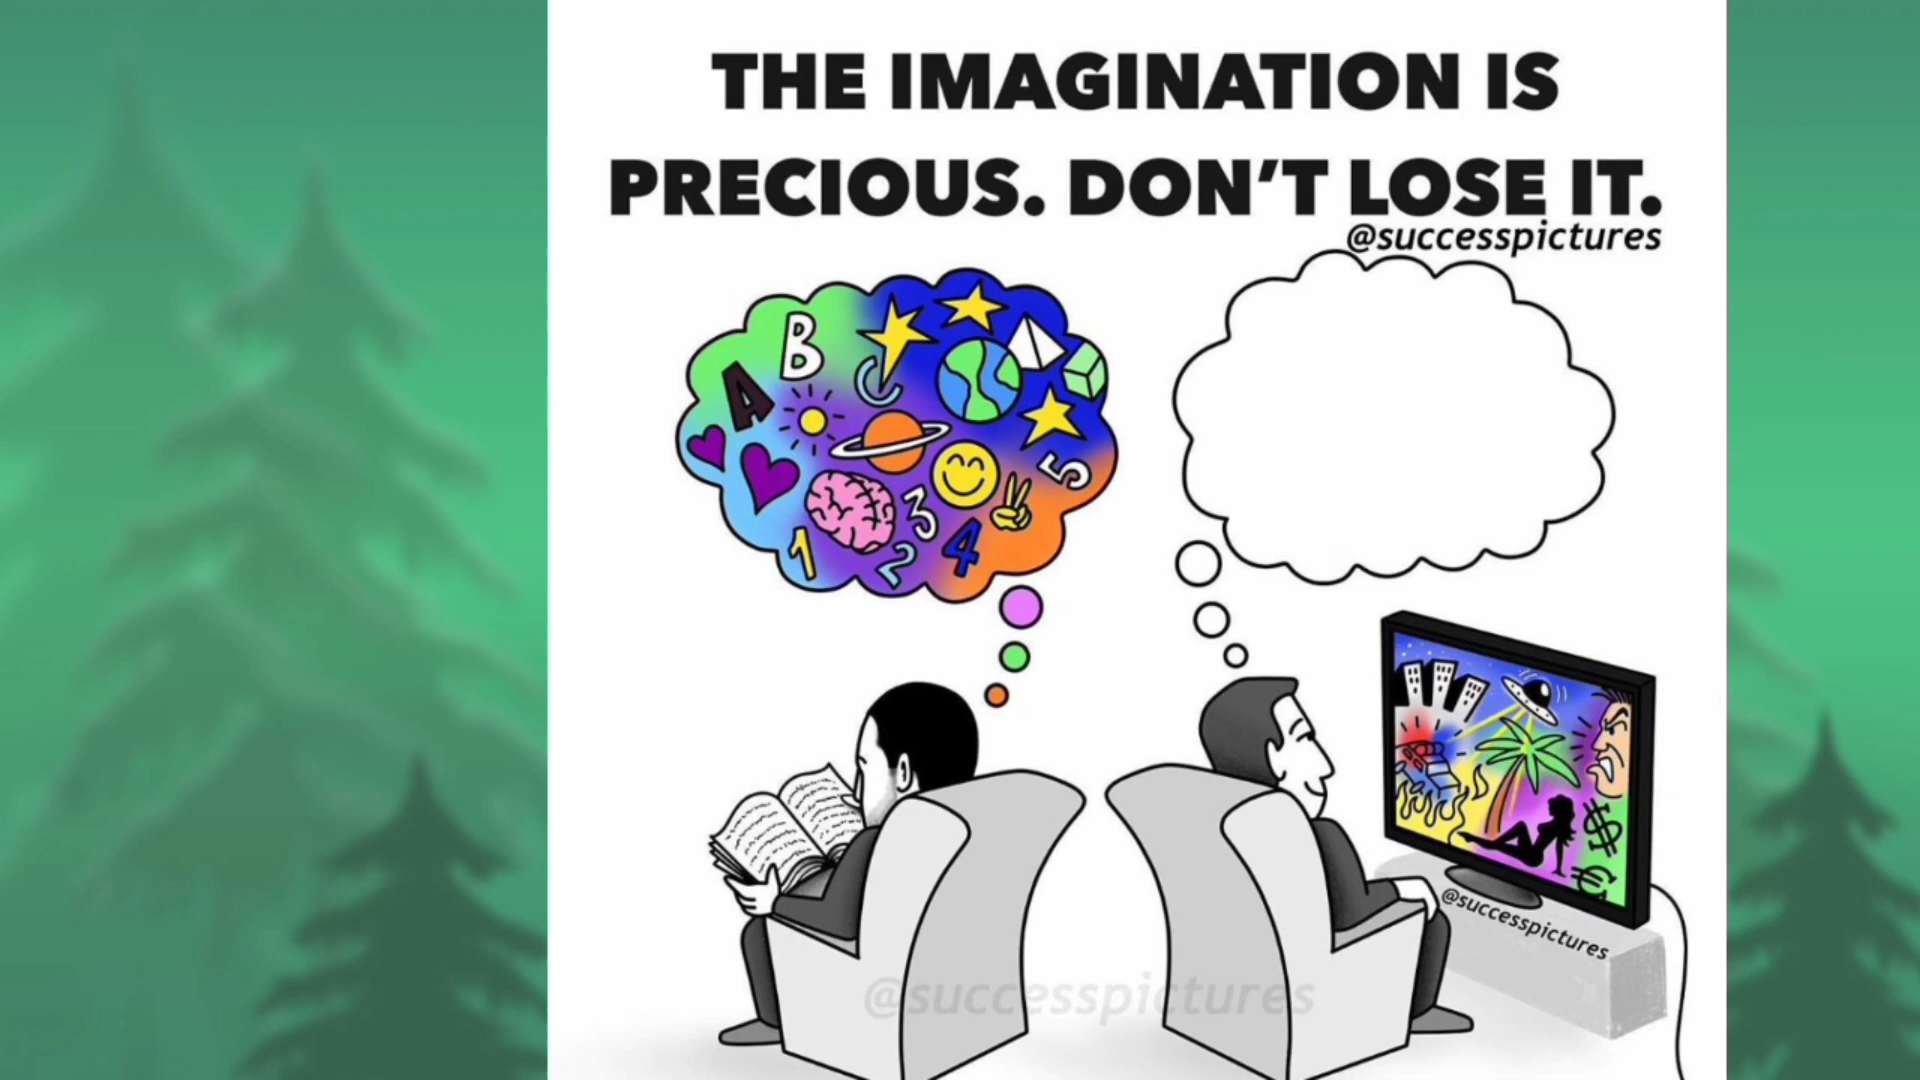 THE IMAGINATION IS
PRECIOUS. DON'T LOSE IT.
@successpictures
A
B
C
5
3
4
1
2
$
€
@successpictures
@successpictures